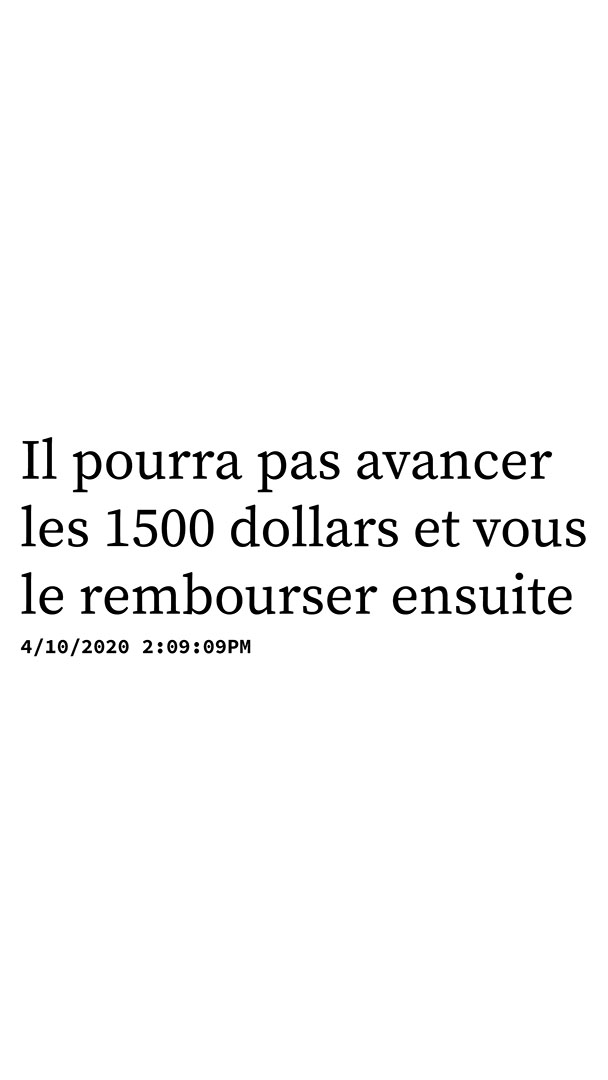 Il pourra pas avancer
les 1500 dollars et vous
le rembourser ensuite
4/10/2020 2:09:09PM